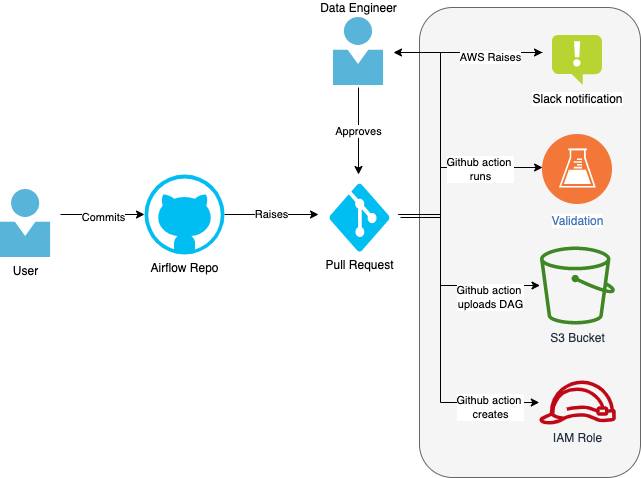 Data Engineer
AWS Raises
Slack notification
Approves
Github action
runs
Validation
User
Commits
Airflow Repo
Raises
Pull Request
Github action
uploads DAG
S3 Bucket
Github action
creates
IAM Role